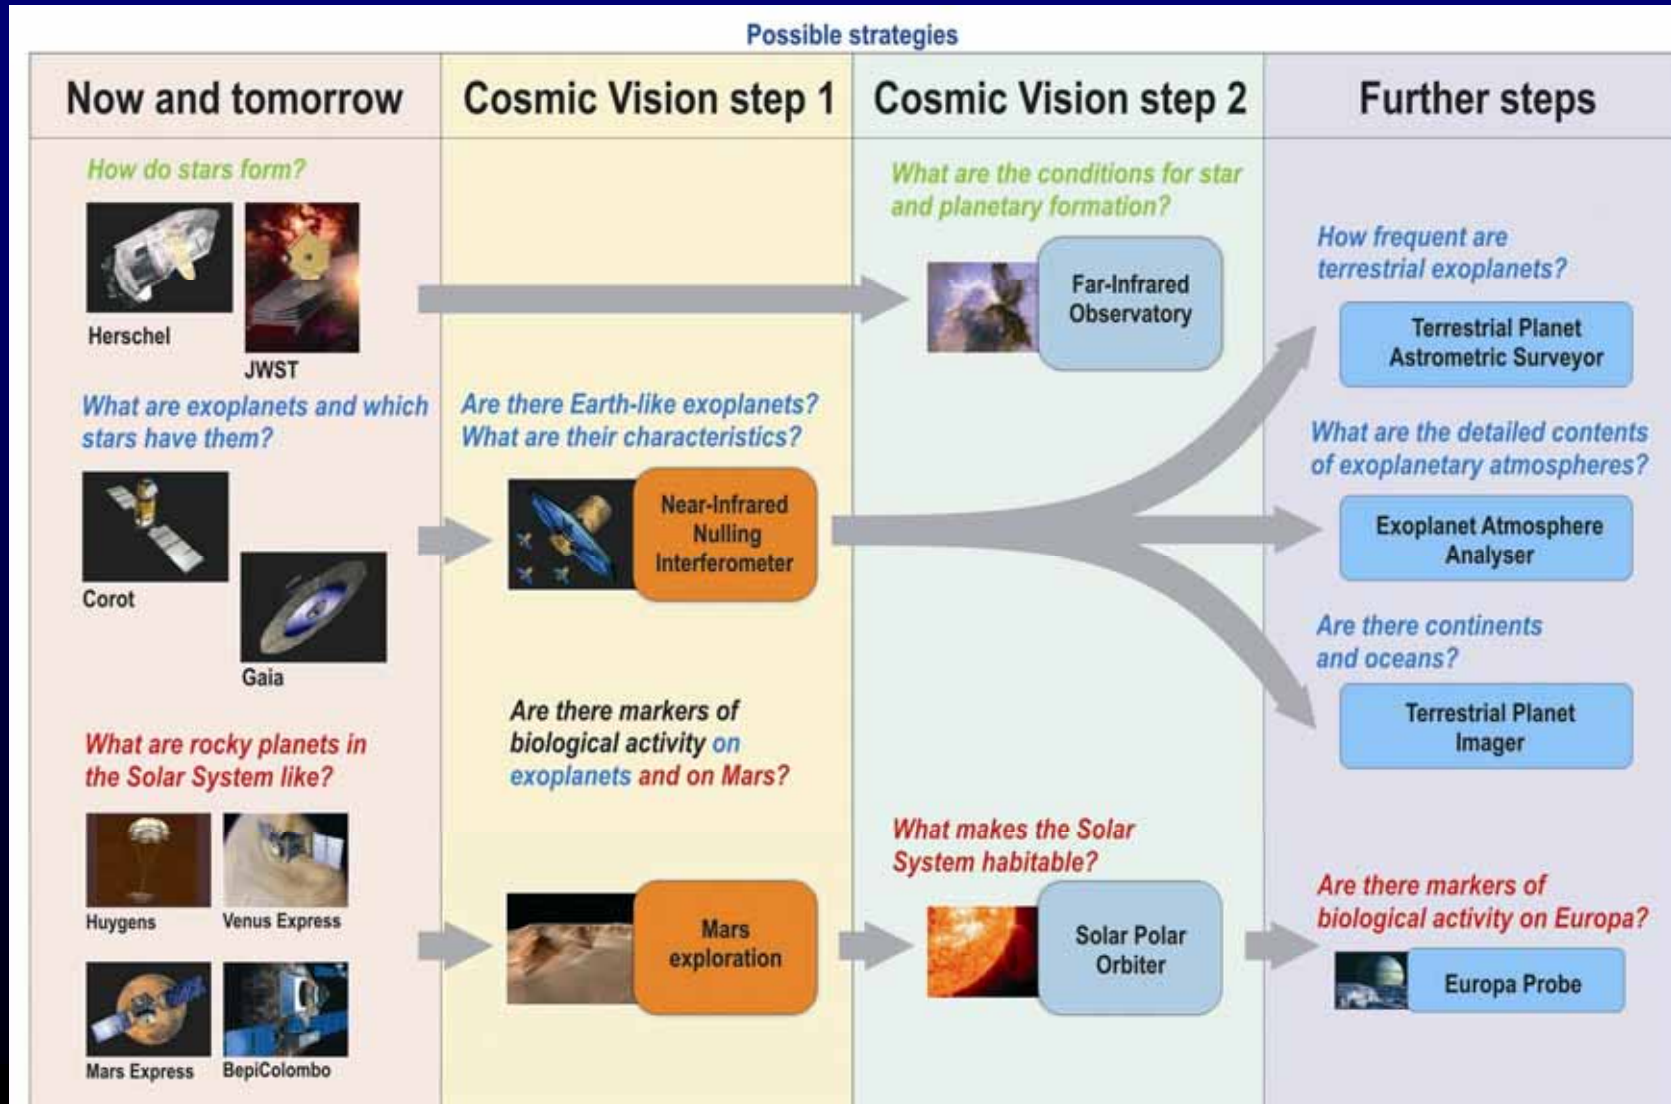 Possible strategies
Now and tomorrow
Cosmic Vision step 1
Cosmic Vision step 2
Further steps
How do stars form?
Herschel
JWST
What are the conditions for star
and planetary formation?
Far-Infrared
Observatory
How frequent are
terrestrial exoplanets?
Terrestrial Planet
Astrometric Surveyor
What are exoplanets and which
stars have them?
Corot
Gaia
Are there Earth-like exoplanets?
What are their characteristics?
Near-Infrared
Nulling
Interferometer
What are the detailed contents
of exoplanetary atmospheres?
Exoplanet Atmosphere
Analyser
Are there continents
and oceans?
Terrestrial Planet
Imager
What are rocky planets in
the Solar System like?
Huygens
Venus Express
Mars Express
BepiColombo
Are there markers of
biological activity on
exoplanets and on Mars?
Mars
exploration
What makes the Solar
System habitable?
Solar Polar
Orbiter
Are there markers of
biological activity on Europa?
Europa Probe